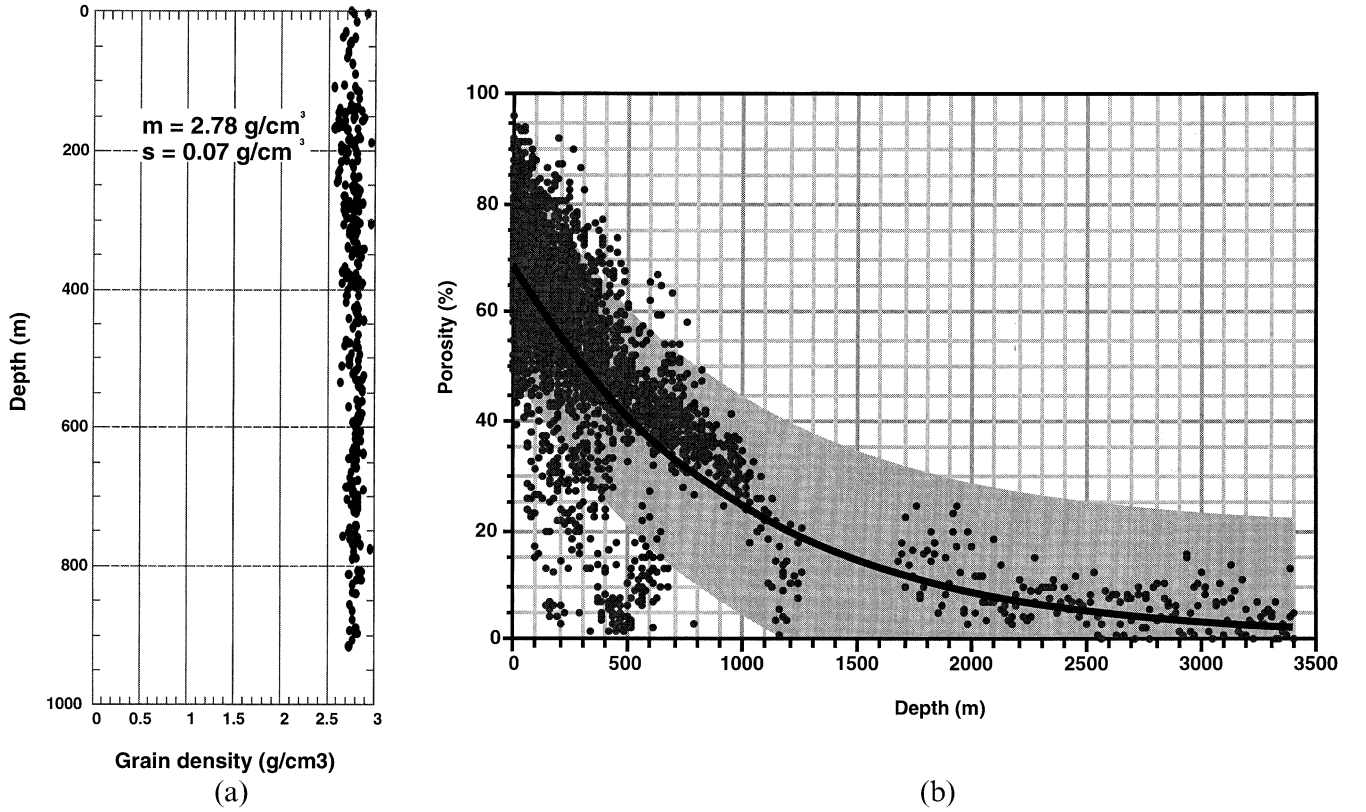 0
200
400
600
800
1000
Depth (m)
m = 2.78 g/cm³
s = 0.07 g/cm³
0 0.5 1 1.5 2 2.5 3
Grain density (g/cm3)
(a)
100
80
60
40
20
0
Porosity (%)
0 500 1000 1500 2000 2500 3000 3500
Depth (m)
(b)